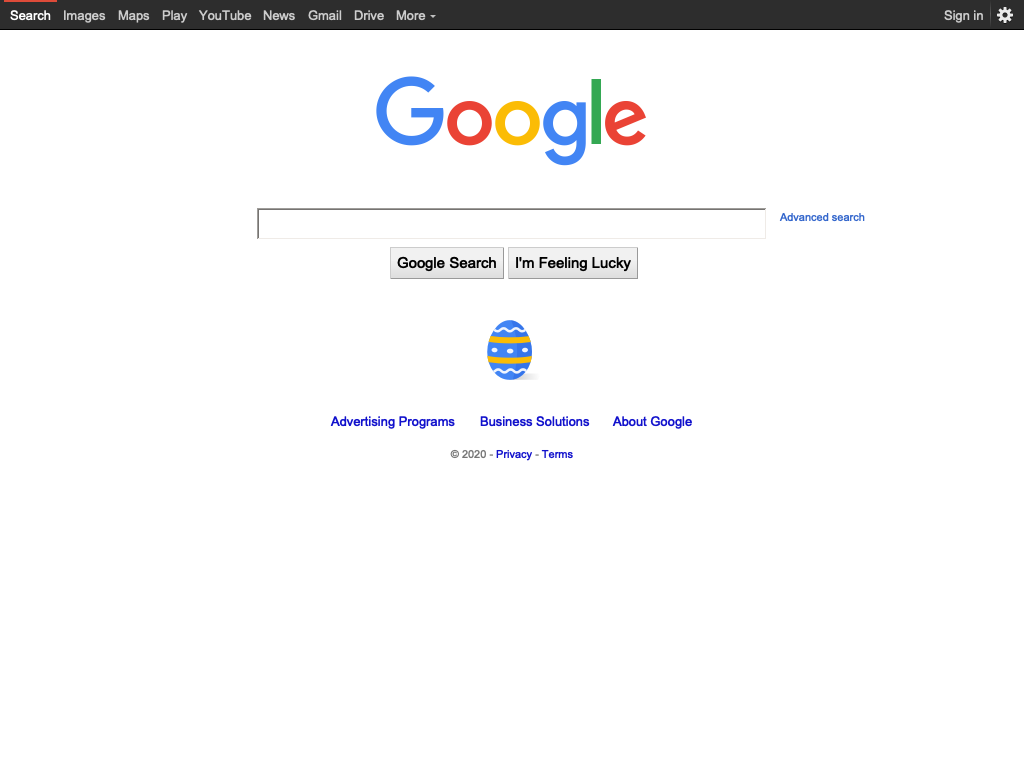 Search Images Maps Play YouTube News Gmail Drive More Sign in
Google
Advanced search
Google Search I'm Feeling Lucky
Advertising Programs Business Solutions About Google
© 2020 - Privacy - Terms